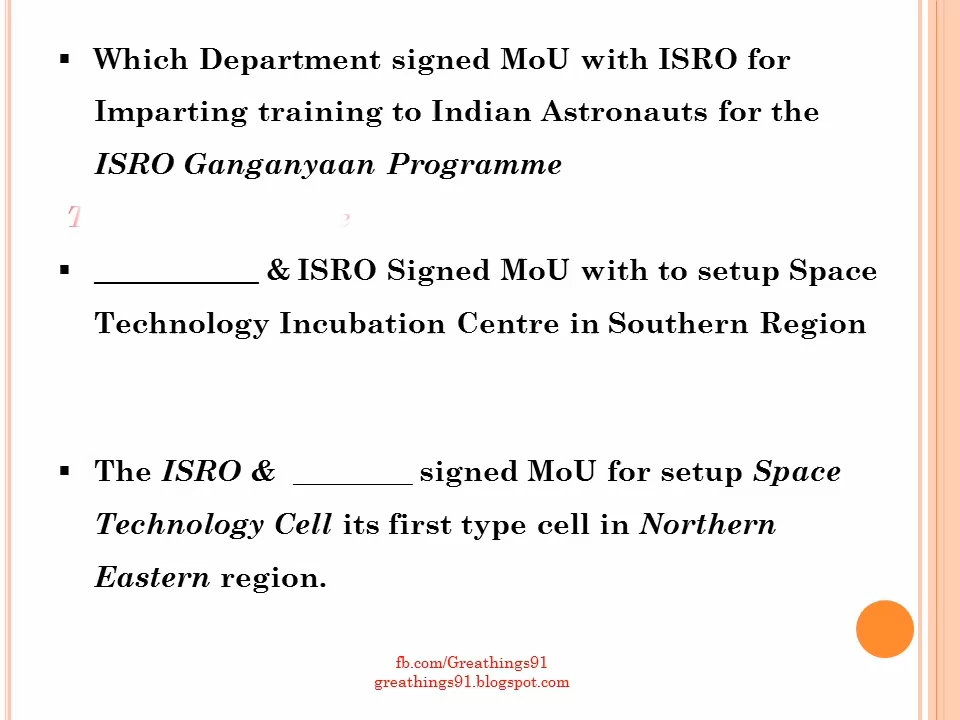 ▪ Which Department signed MoU with ISRO for
Imparting training to Indian Astronauts for the
ISRO Ganganyaan Programme
▪ ___________ & ISRO Signed MoU with to setup Space
Technology Incubation Centre in Southern Region
▪ The ISRO & ________ signed MoU for setup Space
Technology Cell its first type cell in Northern
Eastern region.
fb.com/Greathings91
greathings91.blogspot.com